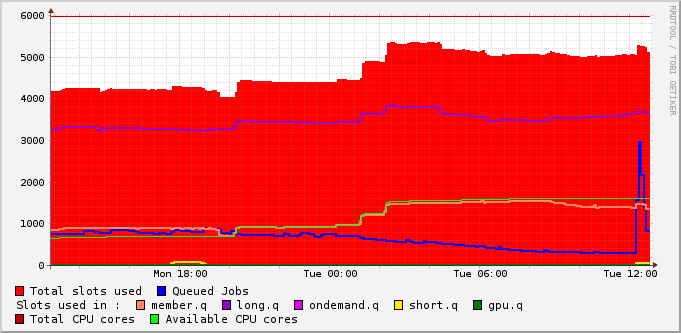 6000
5000
4000
3000
2000
1000
0
Mon 18:00 Tue 00:00 Tue 06:00 Tue 12:00
Total slots used Queued Jobs
Slots used in : member.q long.q ondemand.q short.q gpu.q
Total CPU cores Available CPU cores
RRDTOOL / TOBI OETIKER